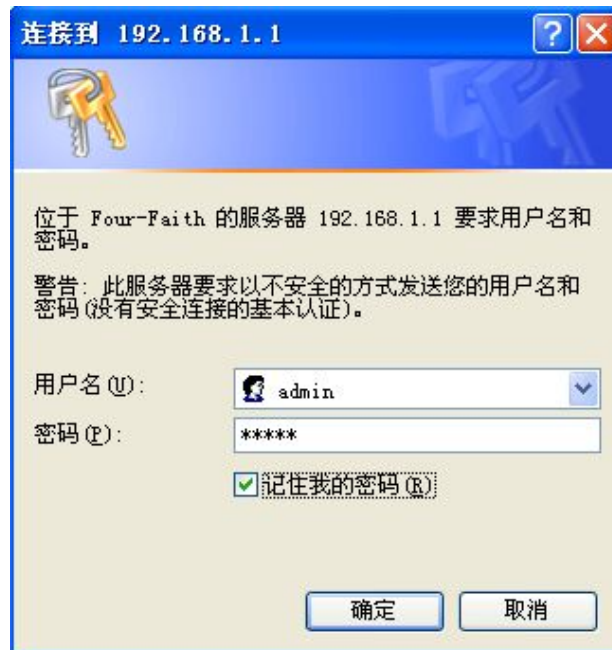 连接到 192.168.1.1
位于 Four-Faith 的服务器 192.168.1.1 要求用户名和
密码。
警告: 此服务器要求以不安全的方式发送您的用户名和
密码(没有安全连接的基本认证)。
用户名(U):
admin
密码(P):
*****
记住我的密码(R)
确定
取消